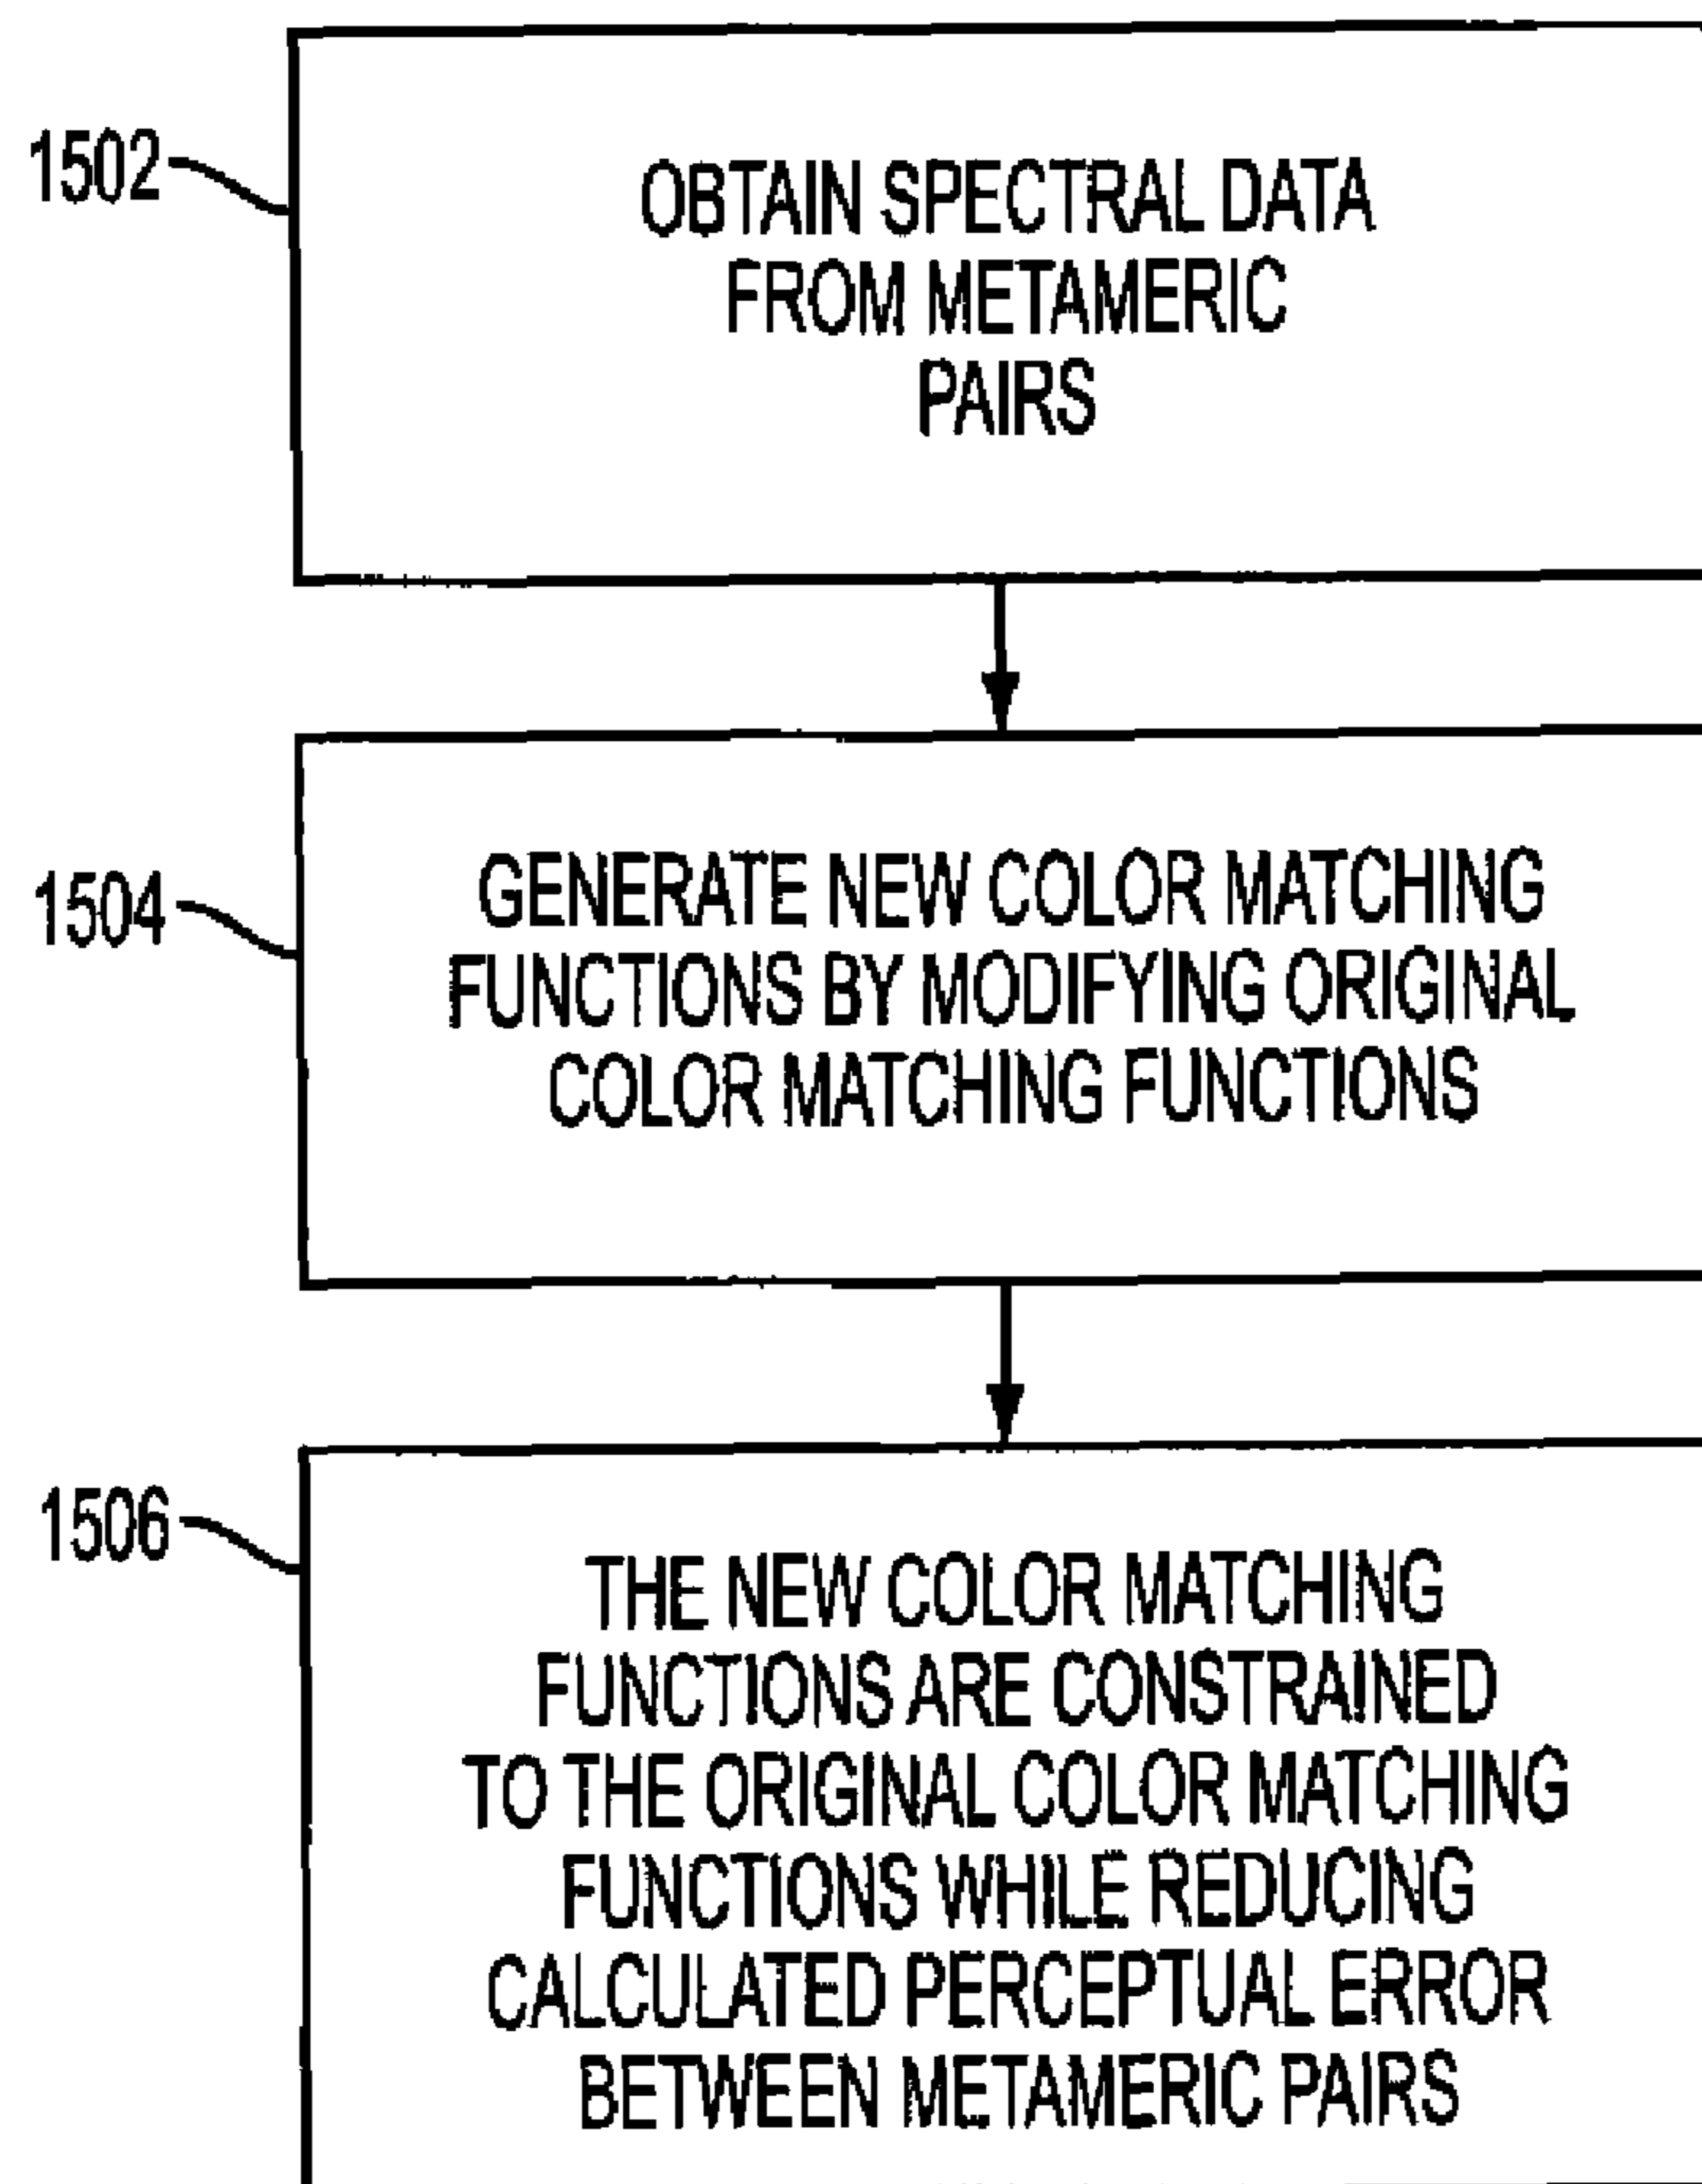 1502
OBTAIN SPECTRAL DATA
FROM METAMERIC
PAIRS
1504
GENERATE NEW COLOR MATCHING
FUNCTIONS BY MODIFYING ORIGINAL
COLOR MATCHING FUNCTIONS
1506
THE NEW COLOR MATCHING
FUNCTIONS ARE CONSTRAINED
TO THE ORIGINAL COLOR MATCHING
FUNCTIONS WHILE REDUCING
CALCULATED PERCEPTUAL ERROR
BETWEEN METAMERIC PAIRS